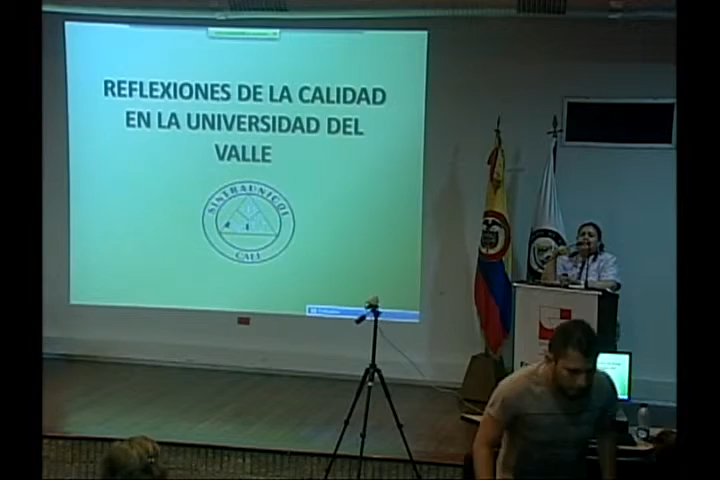 REFLEXIONES DE LA CALIDAD
EN LA UNIVERSIDAD DEL
VALLE
SINTRAUNICOL
CALI